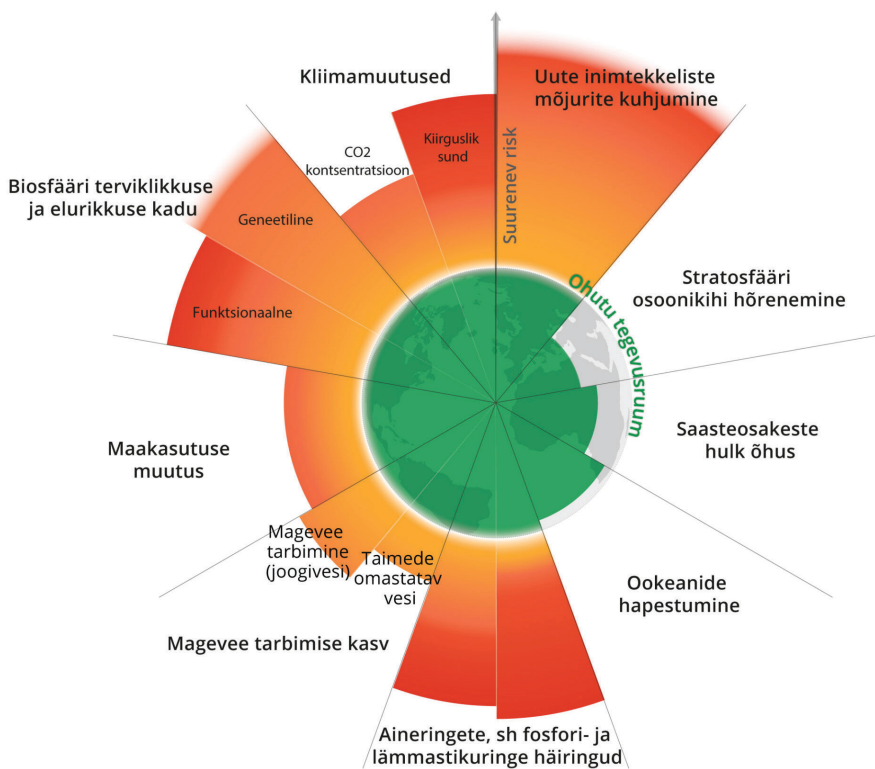 Kliimamuutused
Uute inimtekkeliste
mõjurite kuhjumine
Kiirguslik
sund
CO2
kontsentratsioon
Suurenev risk
Biosfääri terviklikkuse
ja elurikkuse kadu
Geneetiline
Funktsionaalne
Stratosfääri
osoonikihi hõrenemine
Ohutu tegevusruum
Saasteosakeste
hulk õhus
Maakasutuse
muutus
Magevee
tarbimine
(joogivesi)
Taimede
omastatav
vesi
Ookeanide
hapestumine
Magevee tarbimise kasv
Aineringete, sh fosfori- ja
lämmastikuringe häiringud